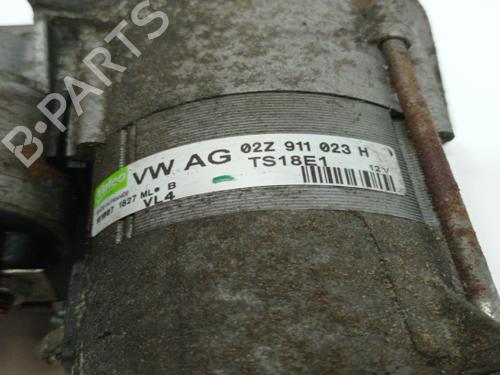 B-PARTS
VW AG 02Z 911 023 H
TS18E1
12V
Valeo
1827 ML• B
VL4